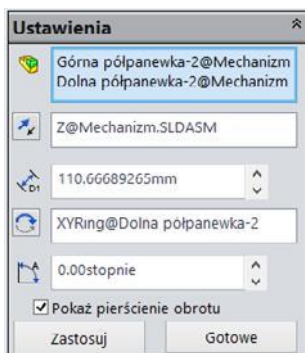 Ustawienia
Górna półpanewka-2@Mechanizm
Dolna półpanewka-2@Mechanizm
Z@Mechanizm.SLDASM
D1
110.66689265mm
XYRing@Dolna półpanewka-2
A
0.00stopnie
Pokaż pierścienie obrotu
Zastosuj Gotowe